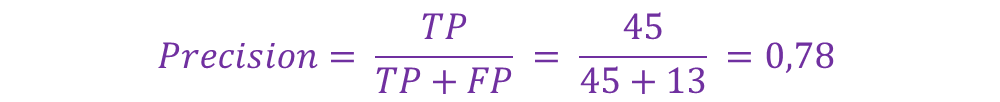 Precision = TP / (TP + FP) = 45 / (45 + 13) = 0,78